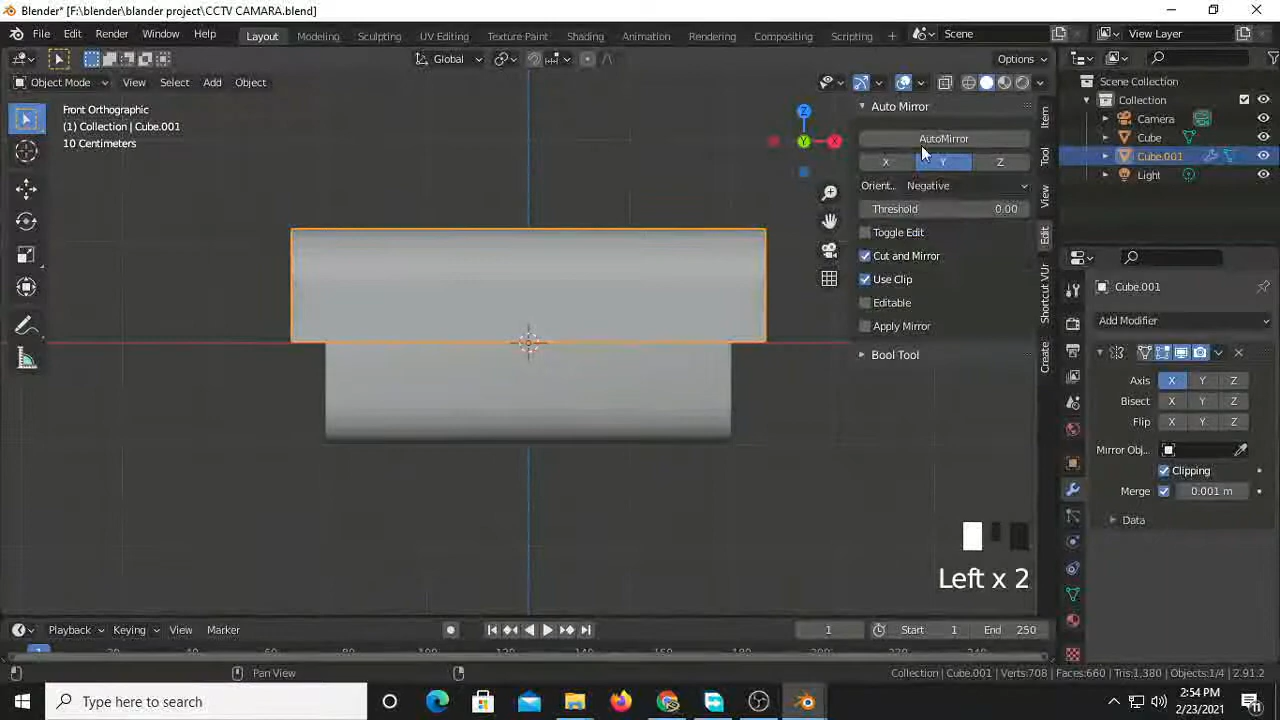 Blender* [F:\blender\blander project\CCTV CAMARA.blend]
File Edit Render Window Help Layout Modeling Sculpting UV Editing Texture Paint Shading Animation Rendering Compositing Scripting + Scene View Layer
Global Options
Object Mode View Select Add Object
Front Orthographic
(1) Collection | Cube.001
10 Centimeters
Z
Y
X
Auto Mirror
AutoMirror
X Y Z
Orient.. Negative
Threshold 0.00
Toggle Edit
Cut and Mirror
Use Clip
Editable
Apply Mirror
Bool Tool
Item
Tool
View
Edit
Shortcut VUr
Create
Scene Collection
Collection
Camera
Cube
Cube.001
Light
Cube.001
Add Modifier
Axis X Y Z
Bisect X Y Z
Flip X Y Z
Mirror Obj..
Clipping
Merge 0.001 m
Data
Left x 2
Playback Keying View Marker 1 Start 1 End 250
1
Pan View Collection | Cube.001 | Verts:708 | Faces:660 | Tris:1,380 | Objects:1/4 | 2.91.2
Type here to search
2:54 PM
2/23/2021